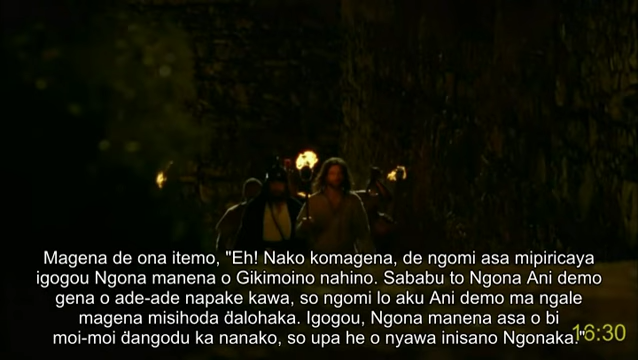 Magena de ona itemo, "Eh! Nako komagena, de ngomi asa mipiricaya
igogou Ngona manena o Gikimoino nahino. Sababu to Ngona Ani demo
gena o ade-ade napake kawa, so ngomi lo aku Ani demo ma ngale
magena misihoda d̈alohaka. Igogou, Ngona manena asa o bi
moi-moi d̈angodu ka nanako, so upa he o nyawa inisano Ngonaka!"
16:30